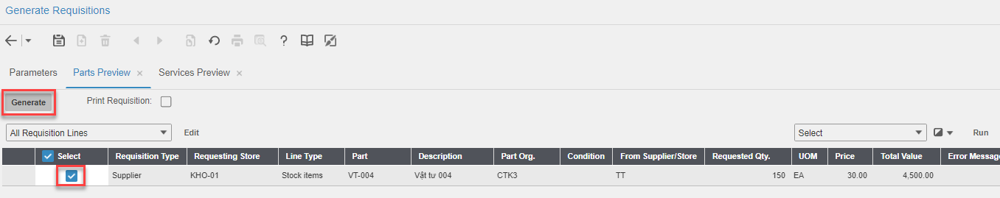 Generate Requisitions
Parameters Parts Preview Services Preview
Generate Print Requisition:
All Requisition Lines Edit Select Run
Select Requisition Type Requesting Store Line Type Part Description Part Org. Condition From Supplier/Store Requested Qty. UOM Price Total Value Error Message
Supplier KHO-01 Stock items VT-004 Vật tư 004 CTK3 TT 150 EA 30.00 4,500.00